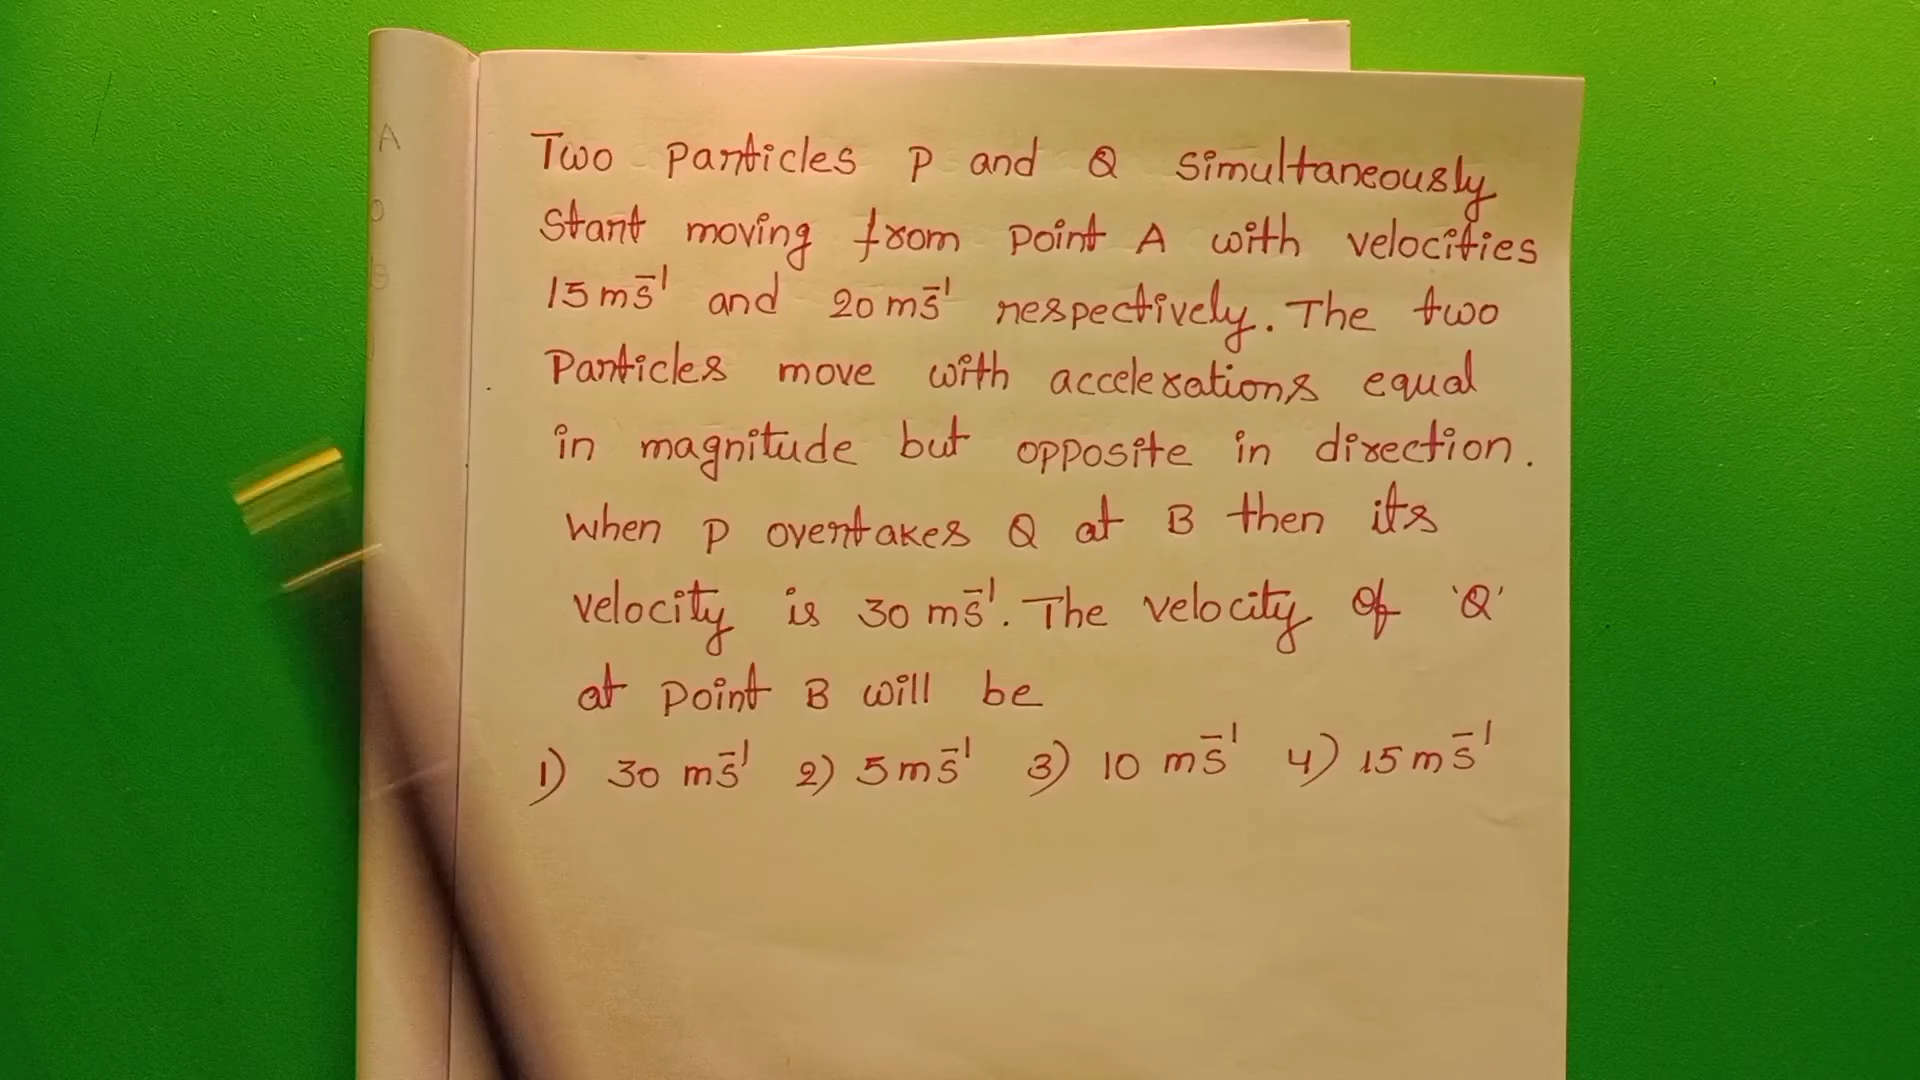 Two particles P and Q simultaneously
start moving from point A with velocities
15 ms̄¹ and 20 ms̄¹ respectively. The two
particles move with accelerations equal
in magnitude but opposite in direction.
When P overtakes Q at B then its
velocity is 30 ms̄¹. The velocity of 'Q'
at point B will be
1) 30 ms̄¹ 2) 5 ms̄¹ 3) 10 ms̄¹ 4) 15 ms̄¹